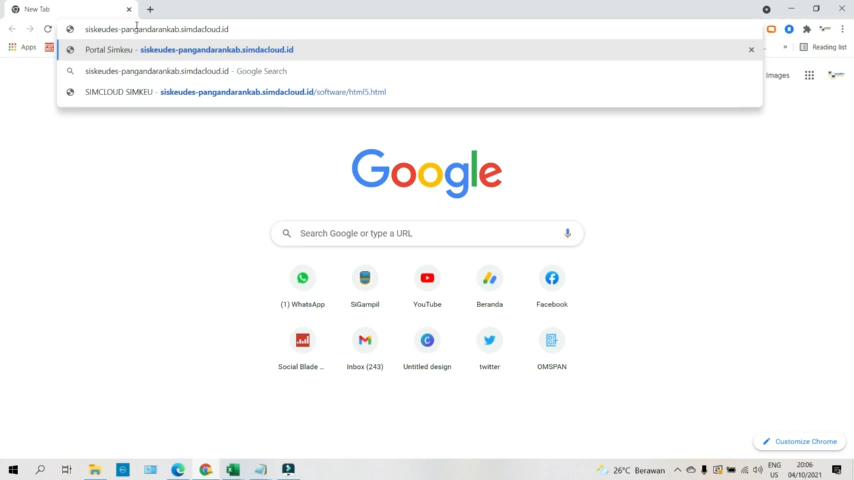 New Tab
siskeudes-pangandarankab.simdacloud.id
Apps
Reading list
Portal Simkeu - siskeudes-pangandarankab.simdacloud.id
siskeudes-pangandarankab.simdacloud.id - Google Search
SIMCLOUD SIMKEU - siskeudes-pangandarankab.simdacloud.id/software/html5.html
Images
Google
Search Google or type a URL
(1) WhatsApp
SiGampil
YouTube
Beranda
Facebook
Social Blade ...
Inbox (243)
Untitled design
twitter
OMSPAN
Customize Chrome
26°C Berawan
ENG
US
20:06
04/10/2021